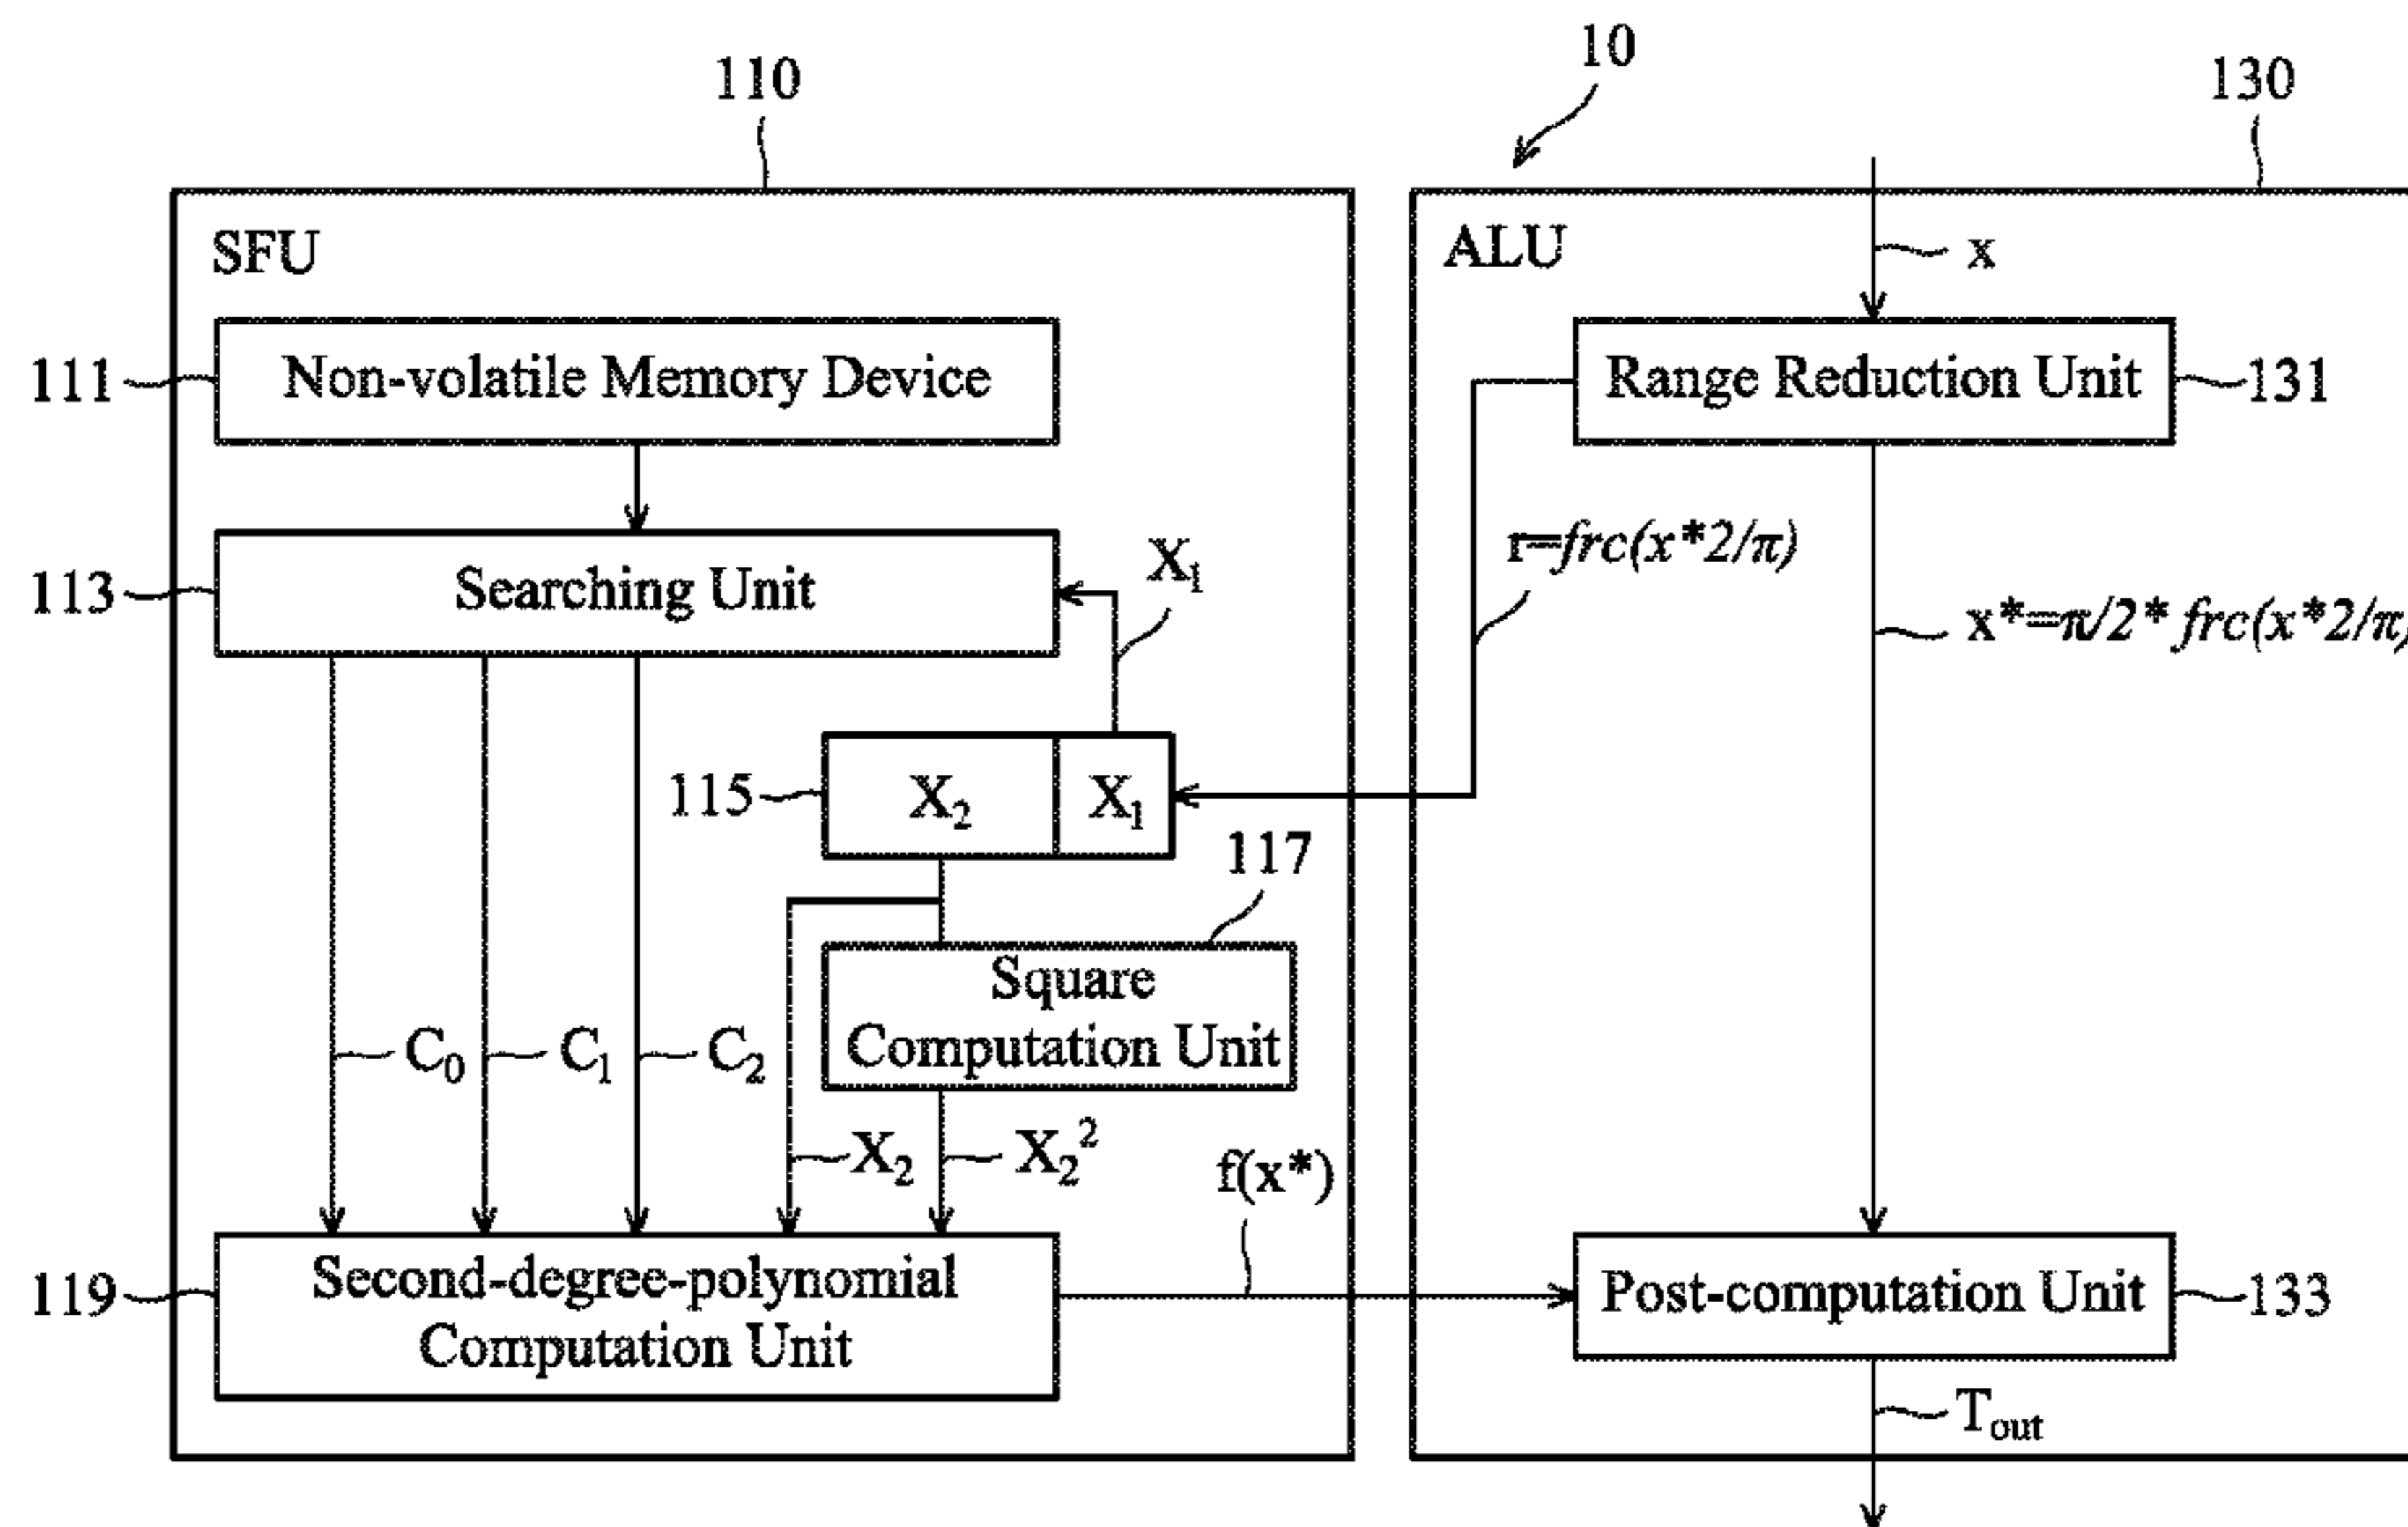 10
110
130
SFU
ALU
x
111
Non-volatile Memory Device
Range Reduction Unit
131
r=frc(x*2/π)
X₁
113
Searching Unit
x*=π/2* frc(x*2/π)
115
X₂
X₁
117
Square
Computation Unit
C₀
C₁
C₂
X₂
X₂²
f(x*)
119
Second-degree-polynomial
Computation Unit
Post-computation Unit
133
Tout